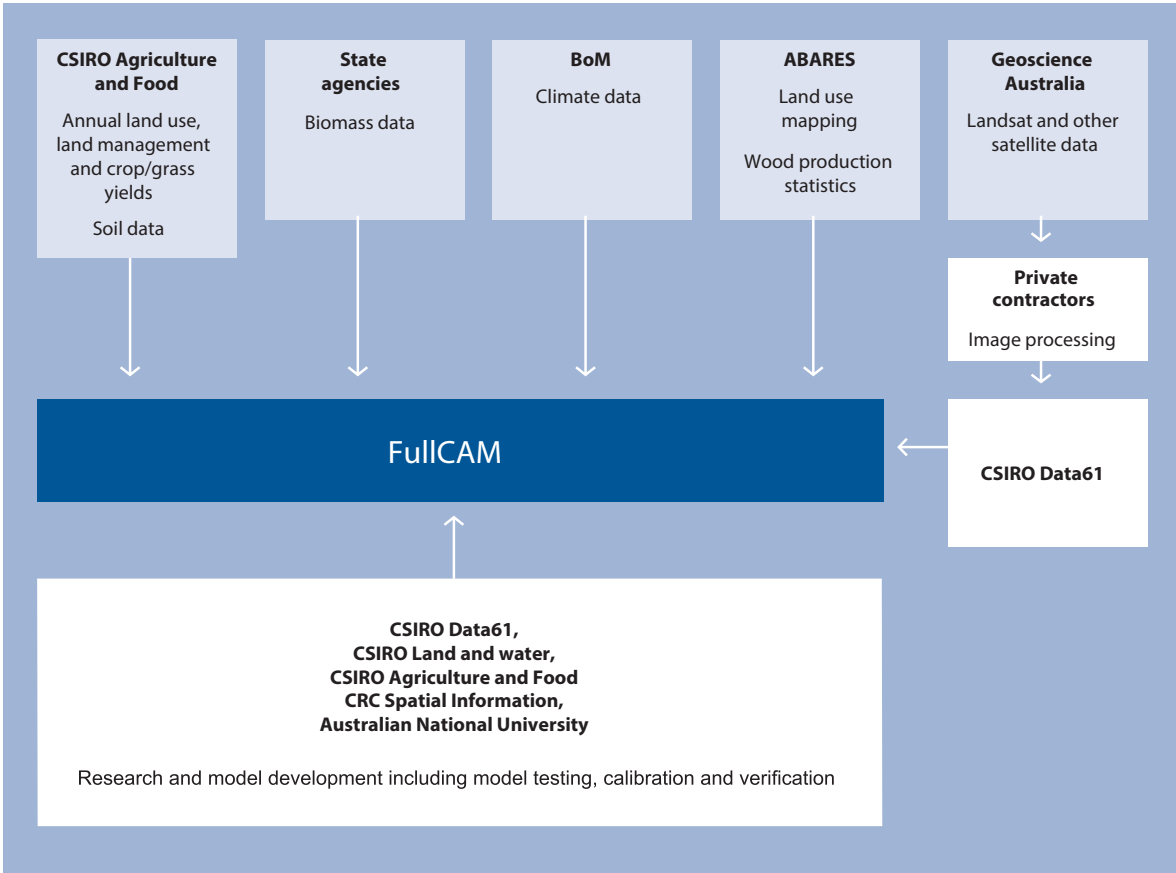 CSIRO Agriculture
and Food
Annual land use,
land management
and crop/grass
yields
Soil data
State
agencies
Biomass data
BoM
Climate data
ABARES
Land use
mapping
Wood production
statistics
Geoscience
Australia
Landsat and other
satellite data
Private
contractors
Image processing
FullCAM
CSIRO Data61
CSIRO Data61,
CSIRO Land and water,
CSIRO Agriculture and Food
CRC Spatial Information,
Australian National University
Research and model development including model testing, calibration and verification